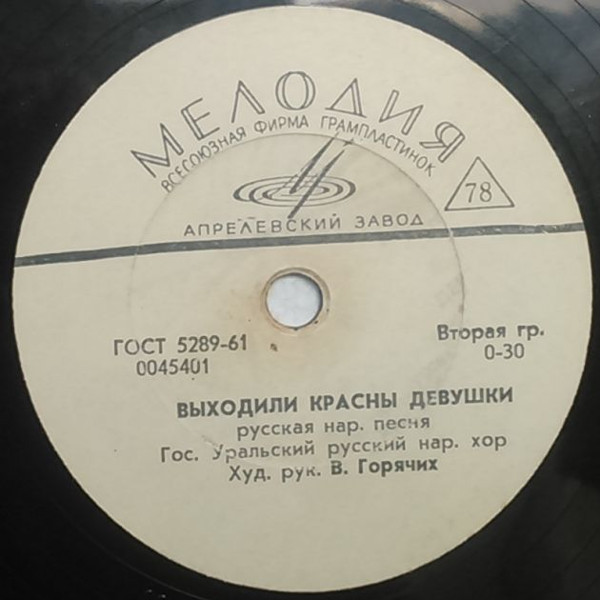 МЕЛОДИЯ
ВСЕСОЮЗНАЯ ФИРМА ГРАМПЛАСТИНОК
78
АПРЕЛЕВСКИЙ ЗАВОД
ГОСТ 5289-61
0045401
Вторая гр.
0-30
ВЫХОДИЛИ КРАСНЫ ДЕВУШКИ
русская нар. песня
Гос. Уральский русский нар. хор
Худ. рук. В. Горячих